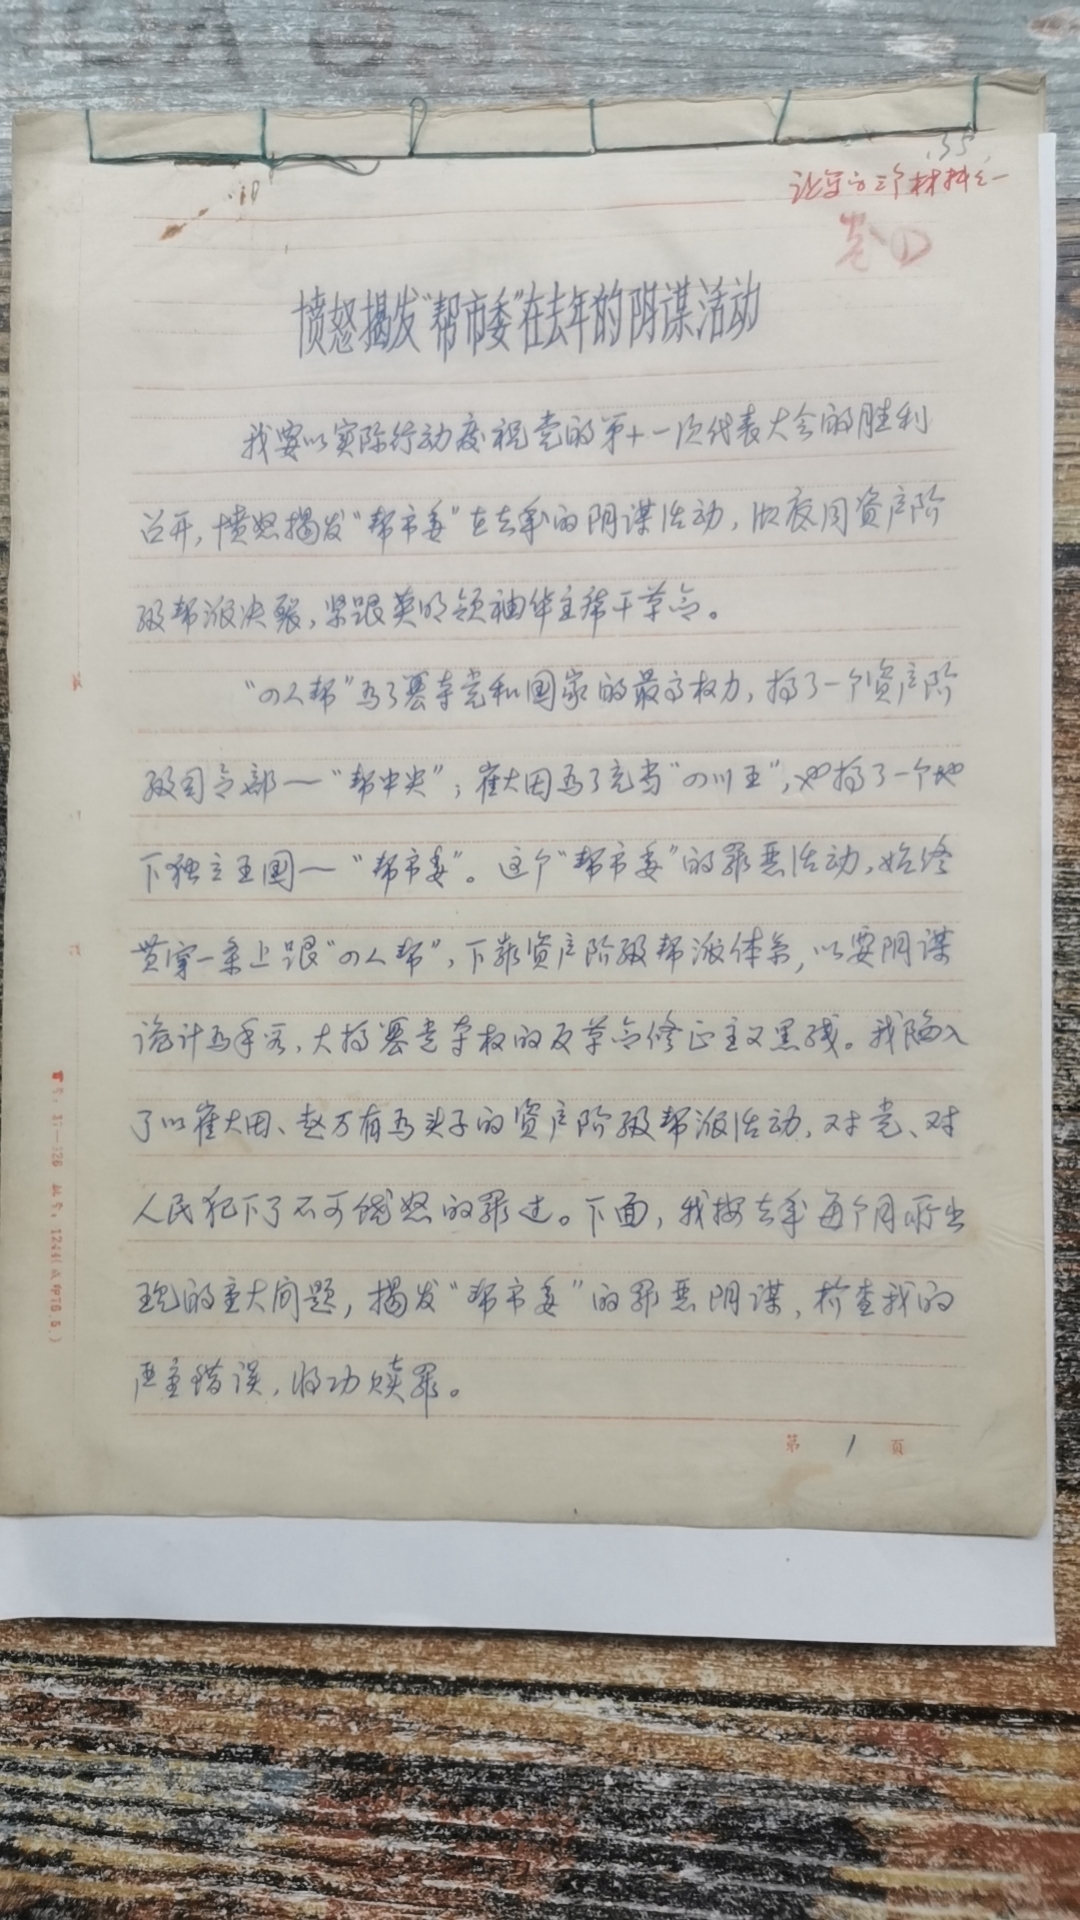 35
材料之一
愤怒揭发“帮市委”在去年的阴谋活动
我要以实际行动庆祝党的第十一次代表大会的胜利
召开，愤怒揭发“帮市委”在去年的阴谋活动，彻底同资产阶
级帮派决裂，紧跟英明领袖华主席干革命。
“四人帮”为了篡夺党和国家的最高权力，搞了一个资产阶
级司令部—“帮中央”；崔大田为了充当“四川王”，也搞了一个地
下独立王国—“帮市委”。这个“帮市委”的罪恶活动，始终
贯穿一条上跟“四人帮”，下靠资产阶级帮派体系，以耍阴谋
诡计为手段，大搞篡党夺权的反革命修正主义黑线。我陷入
了以崔大田、赵万有为头子的资产阶级帮派活动，对党、对
人民犯下了不可饶恕的罪过。下面，我按去年每个月所出
现的重大问题，揭发“帮市委”的罪恶阴谋，检查我的
严重错误，将功赎罪。
第 1 页